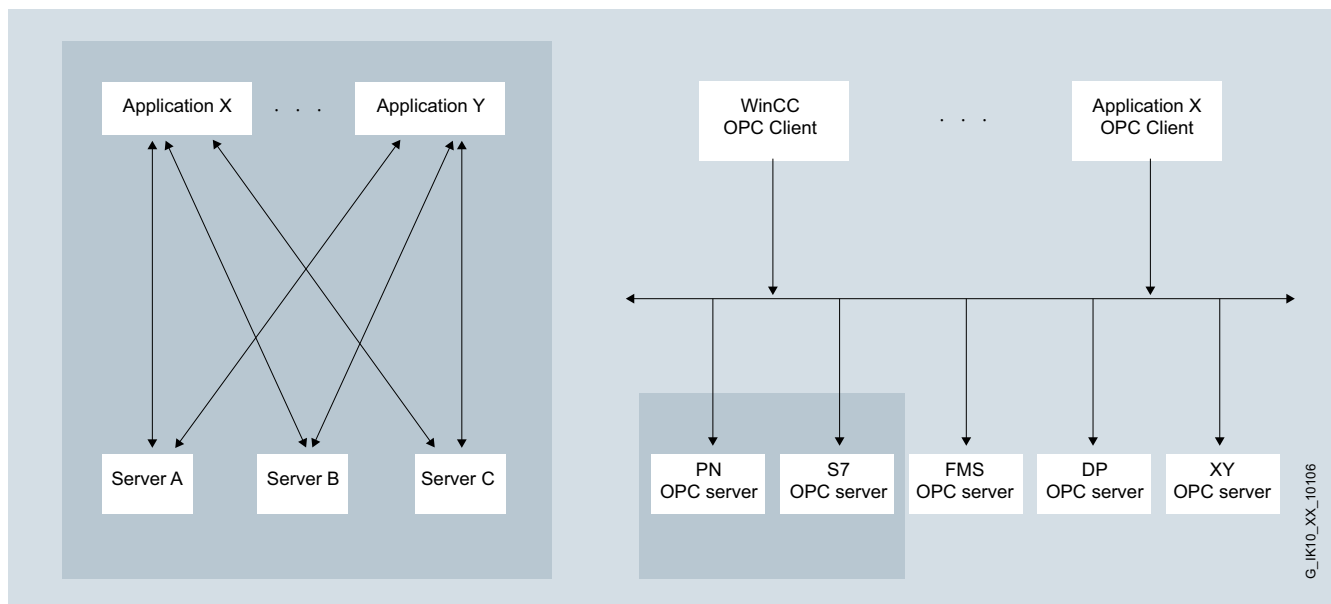 Application X
. . .
Application Y
Server A
Server B
Server C
WinCC
OPC Client
. . .
Application X
OPC Client
PN
OPC server
S7
OPC server
FMS
OPC server
DP
OPC server
XY
OPC server
G_IK10_XX_10106